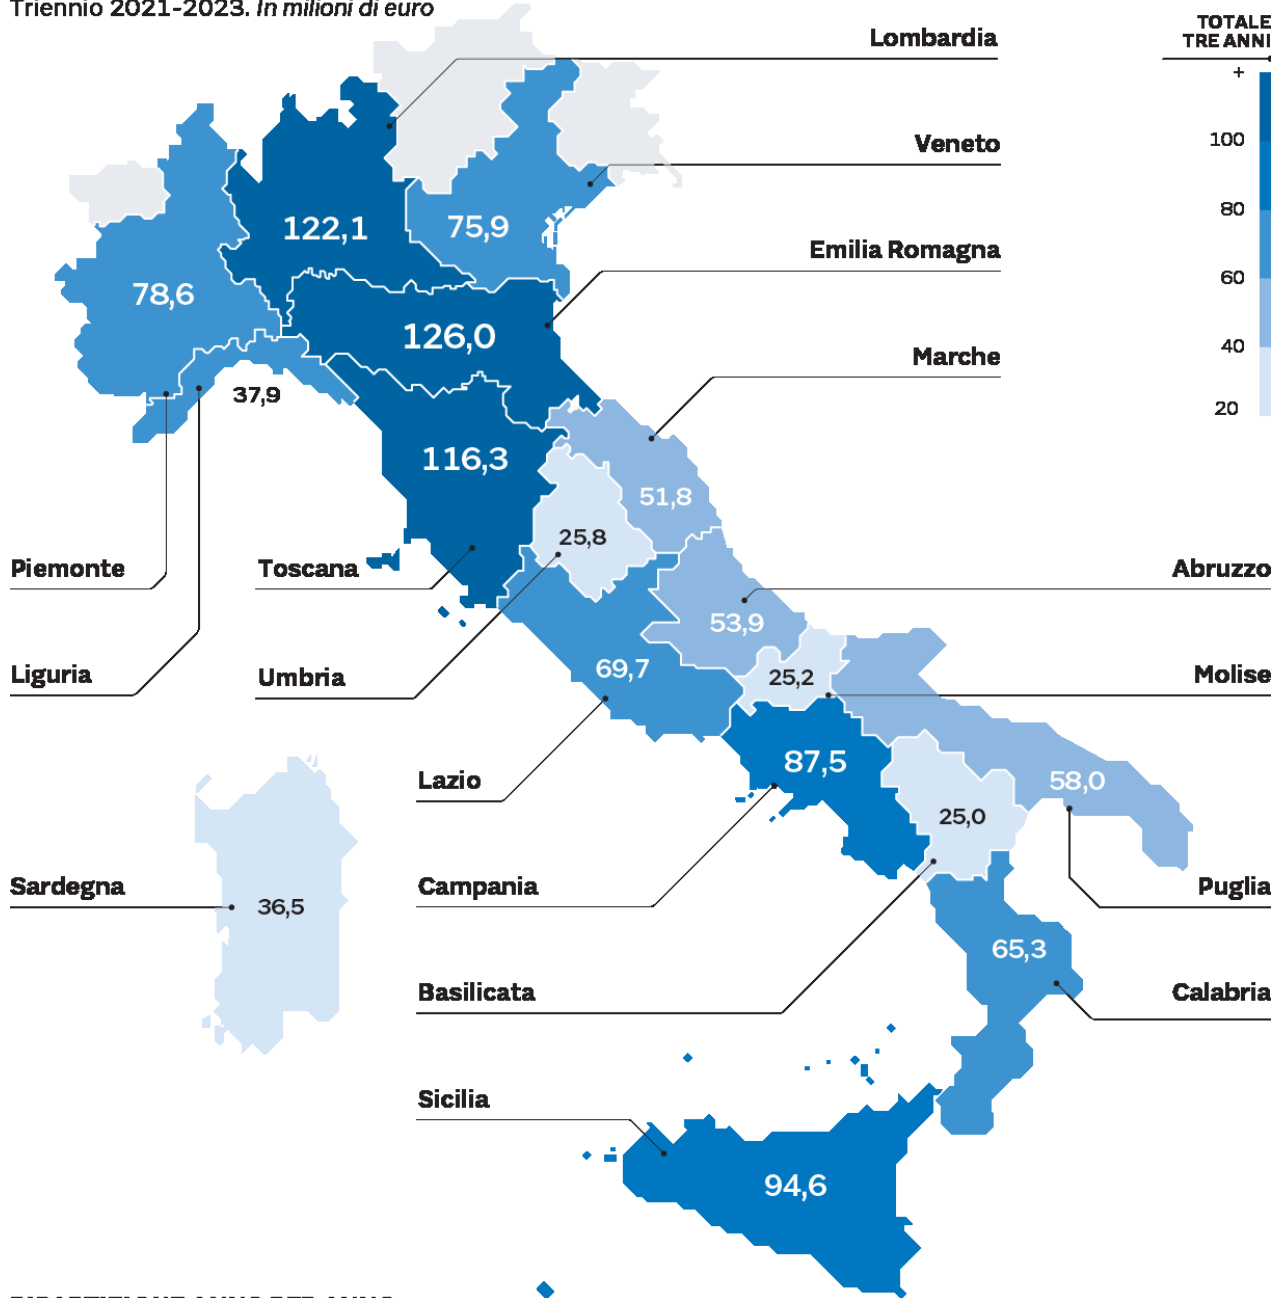 Triennio 2021-2023. In milioni di euro
TOTALE
TRE ANNI
+
100
80
60
40
20
Lombardia
Veneto
Emilia Romagna
Marche
122,1
75,9
78,6
126,0
37,9
116,3
51,8
25,8
Piemonte
Toscana
Abruzzo
53,9
Liguria
Umbria
69,7
25,2
Molise
Lazio
87,5
58,0
25,0
Sardegna
36,5
Campania
Puglia
65,3
Basilicata
Calabria
Sicilia
94,6